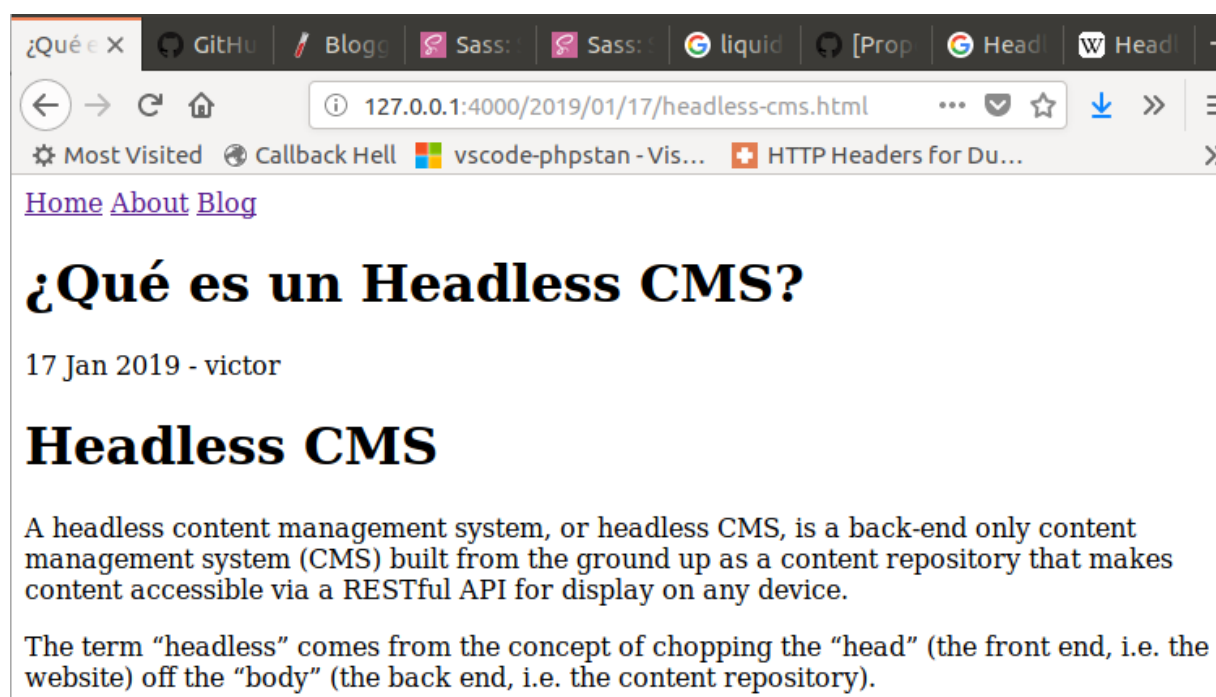 ¿Qué e
GitHu
Blogg
Sass:
Sass:
liquid
[Prop
Headl
W Headl
127.0.0.1:4000/2019/01/17/headless-cms.html
Most Visited Callback Hell vscode-phpstan - Vis... HTTP Headers for Du...
Home About Blog
¿Qué es un Headless CMS?
17 Jan 2019 - victor
Headless CMS
A headless content management system, or headless CMS, is a back-end only content
management system (CMS) built from the ground up as a content repository that makes
content accessible via a RESTful API for display on any device.
The term “headless” comes from the concept of chopping the “head” (the front end, i.e. the
website) off the “body” (the back end, i.e. the content repository).